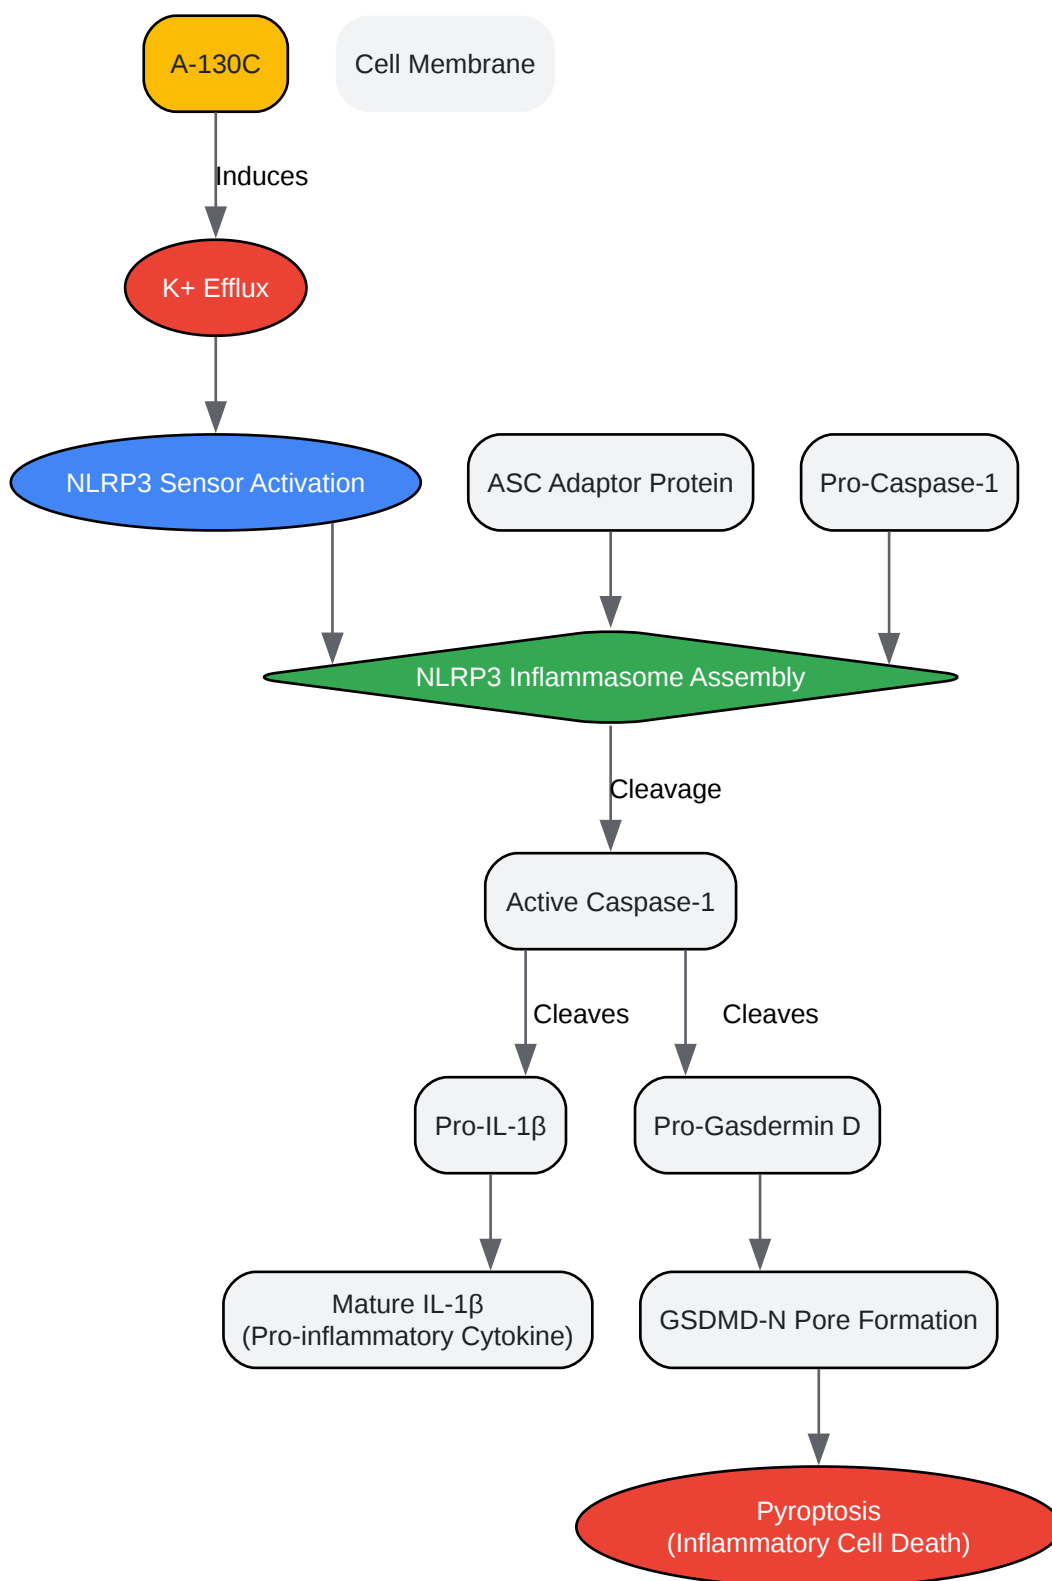 A-130C
Cell Membrane
Induces
K+ Efflux
NLRP3 Sensor Activation
ASC Adaptor Protein
Pro-Caspase-1
NLRP3 Inflammasome Assembly
Cleavage
Active Caspase-1
Cleaves
Cleaves
Pro-IL-1β
Pro-Gasdermin D
Mature IL-1β
(Pro-inflammatory Cytokine)
GSDMD-N Pore Formation
Pyroptosis
(Inflammatory Cell Death)